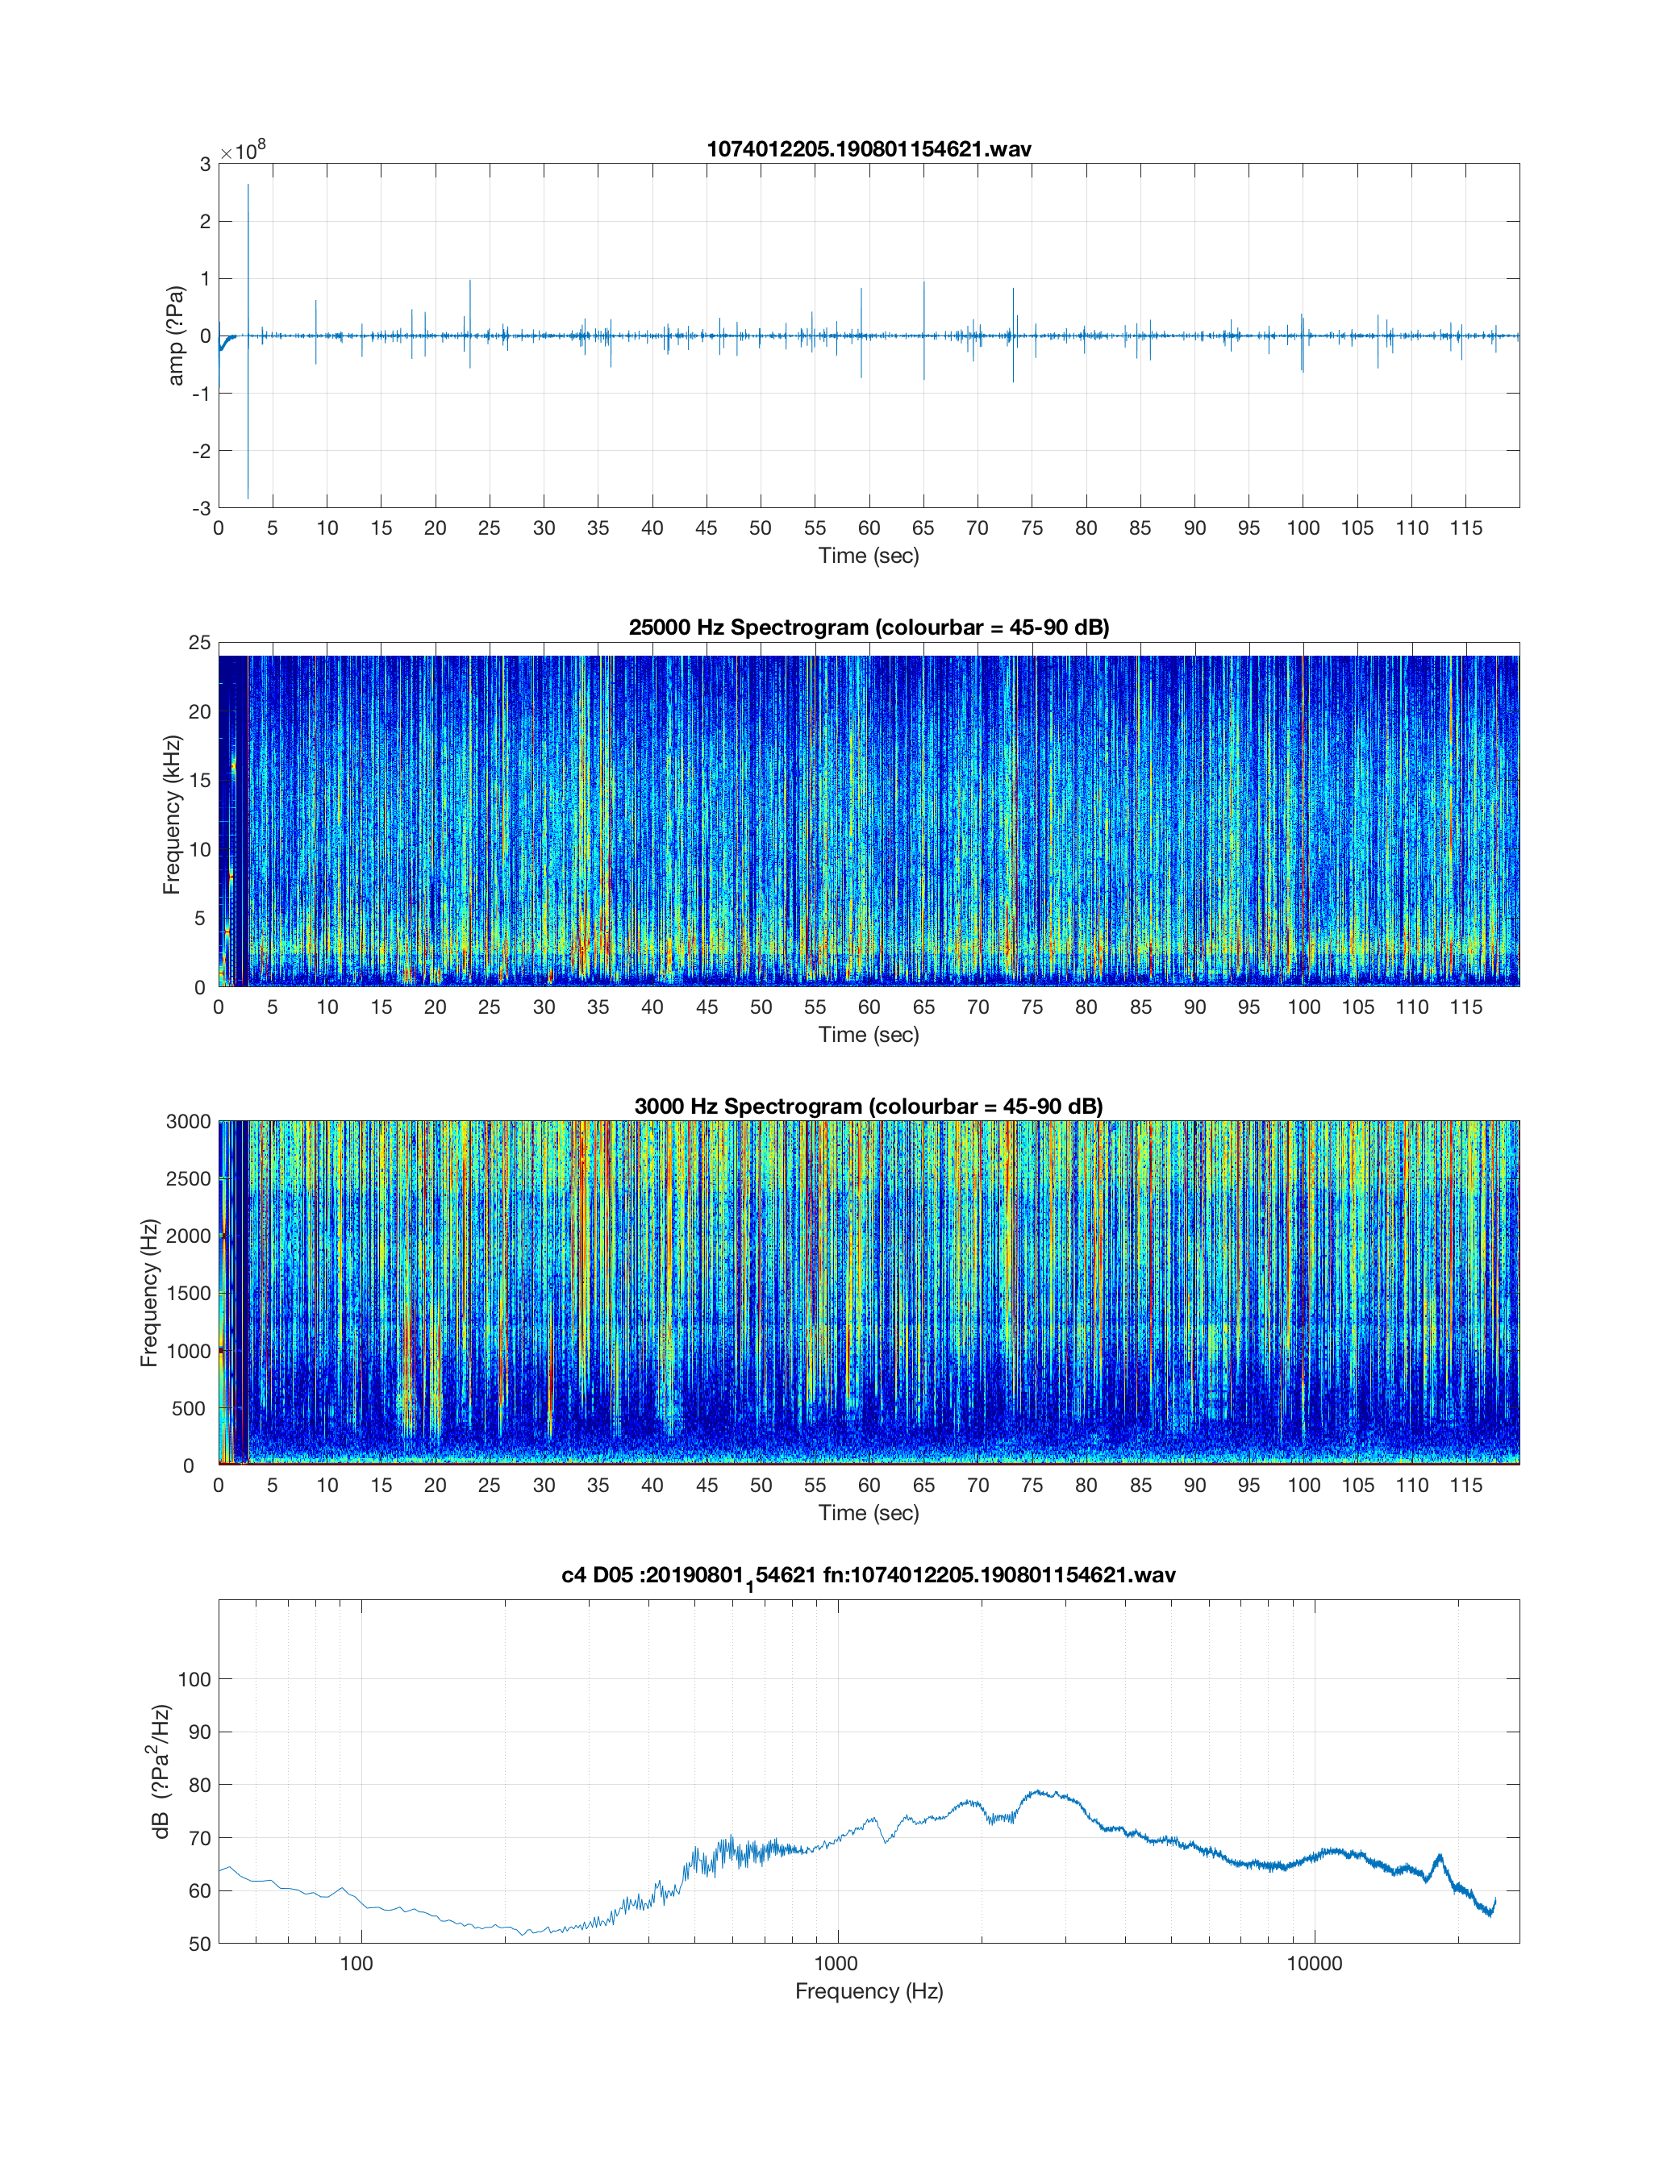 1074012205.190801154621.wav
×10⁸
3
2
1
0
-1
-2
-3
amp (?Pa)
0 5 10 15 20 25 30 35 40 45 50 55 60 65 70 75 80 85 90 95 100 105 110 115
Time (sec)
25000 Hz Spectrogram (colourbar = 45-90 dB)
25
20
15
10
5
0
Frequency (kHz)
0 5 10 15 20 25 30 35 40 45 50 55 60 65 70 75 80 85 90 95 100 105 110 115
Time (sec)
3000 Hz Spectrogram (colourbar = 45-90 dB)
3000
2500
2000
1500
1000
500
0
Frequency (Hz)
0 5 10 15 20 25 30 35 40 45 50 55 60 65 70 75 80 85 90 95 100 105 110 115
Time (sec)
c4 D05 :20190801₁54621 fn:1074012205.190801154621.wav
100
90
80
70
60
50
dB (?Pa²/Hz)
100 1000 10000
Frequency (Hz)